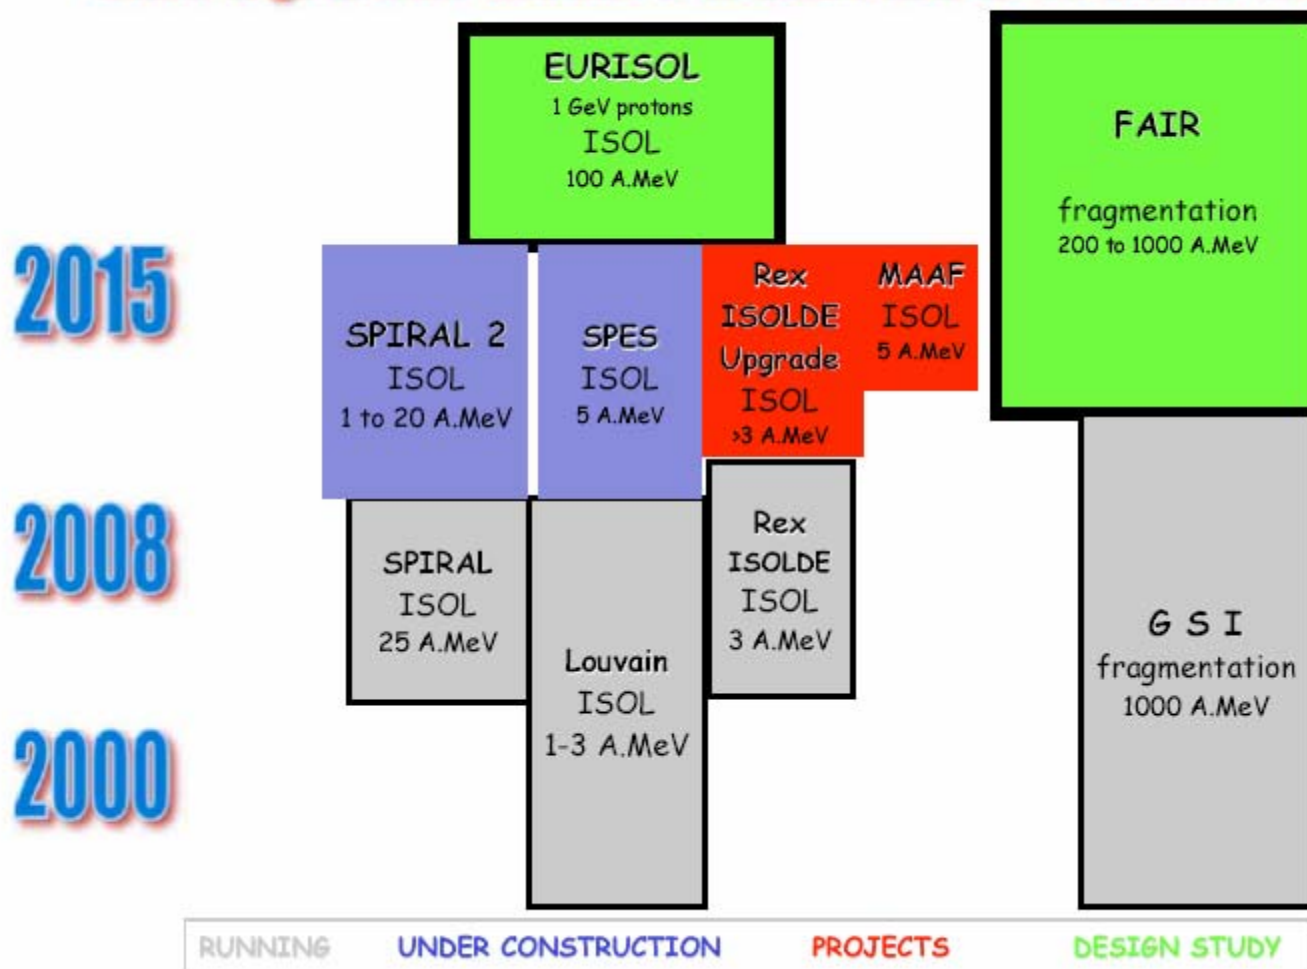 EURISOL
1 GeV protons
ISOL
100 A.MeV
FAIR
fragmentation
200 to 1000 A.MeV
2015
SPIRAL 2
ISOL
1 to 20 A.MeV
SPES
ISOL
5 A.MeV
Rex
ISOLDE
Upgrade
ISOL
>3 A.MeV
MAAF
ISOL
5 A.MeV
2008
SPIRAL
ISOL
25 A.MeV
Louvain
ISOL
1-3 A.MeV
Rex
ISOLDE
ISOL
3 A.MeV
G S I
fragmentation
1000 A.MeV
2000
RUNNING UNDER CONSTRUCTION PROJECTS DESIGN STUDY